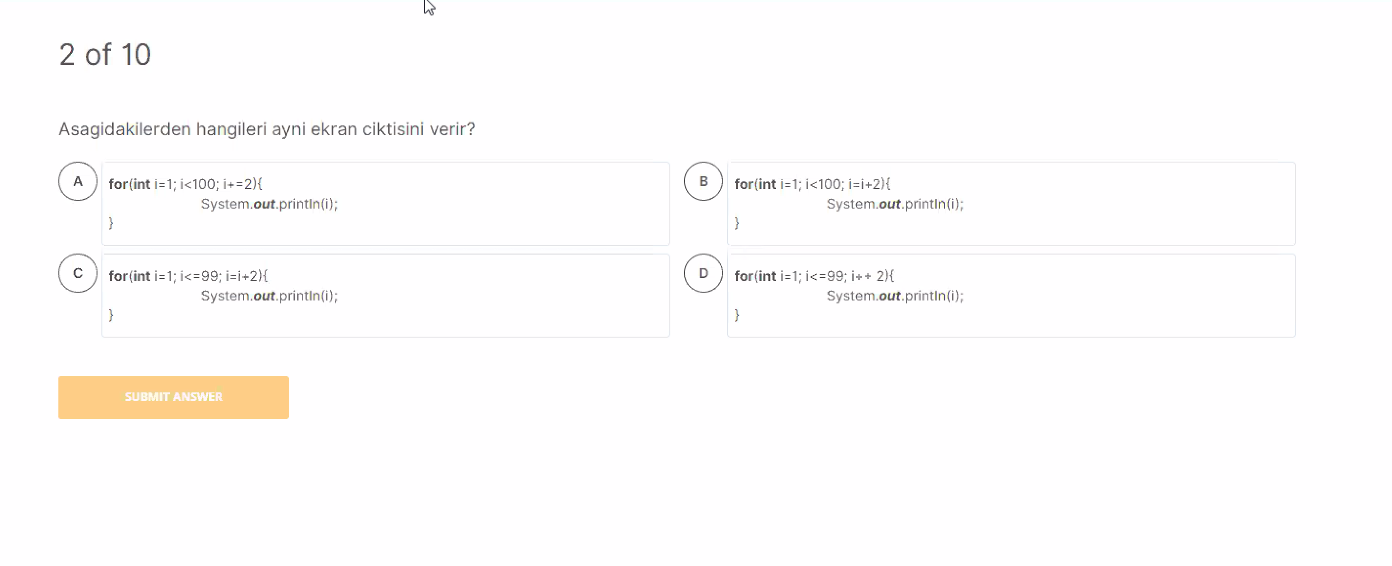 2 of 10
Asagidakilerden hangileri ayni ekran ciktisini verir?
A
for(int i=1; i<100; i+=2){
System.out.println(i);
}
B
for(int i=1; i<100; i=i+2){
System.out.println(i);
}
C
for(int i=1; i<=99; i=i+2){
System.out.println(i);
}
D
for(int i=1; i<=99; i++ 2){
System.out.println(i);
}
SUBMIT ANSWER